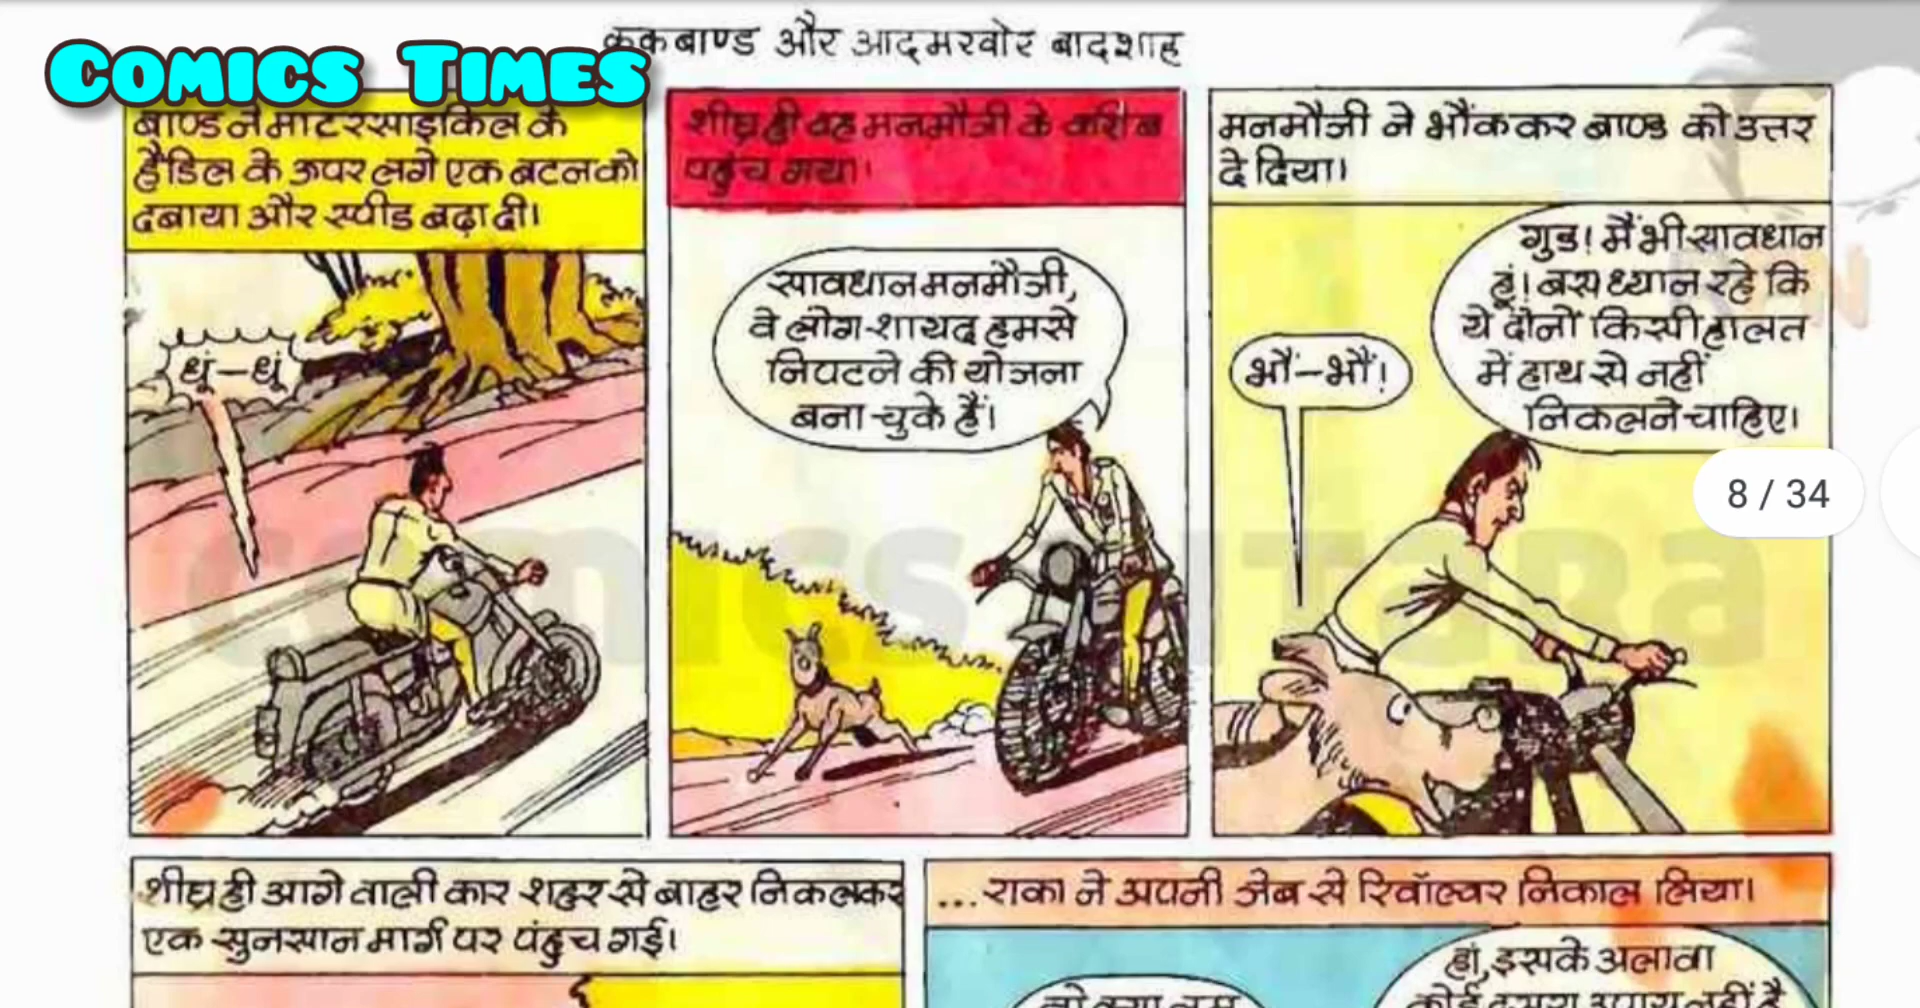 COMICS TIMES
ककबाण्ड और आदमखोर बादशाह
बाण्ड ने मोटरसाइकिल के
हैंडिल के ऊपर लगे एक बटन को
दबाया और स्पीड बढ़ा दी।
धूं-धूं
शीघ्र ही वह मनमौजी के करीब
पहुंच गया।
सावधान मनमौजी,
वे लोग शायद हमसे
निपटने की योजना
बना चुके हैं।
मनमौजी ने भौंककर बाण्ड को उत्तर
दे दिया।
भौं-भौं!
गुड! मैं भी सावधान
हूं। बस ध्यान रहे कि
ये दोनों किसी हालत
में हाथ से नहीं
निकलने चाहिए।
8 / 34
शीघ्र ही आगे वाली कार शहर से बाहर निकलकर
एक सुनसान मार्ग पर पंहुच गई।
...राका ने अपनी जेब से रिवॉल्वर निकाल लिया।
हां, इसके अलावा